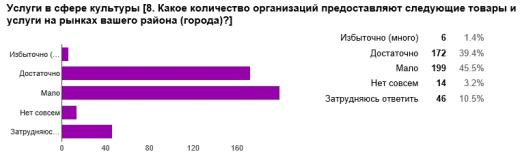 Услуги в сфере культуры [8. Какое количество организаций предоставляют следующие товары и
услуги на рынках вашего района (города)?]
Избыточно (...
Достаточно
Мало
Нет совсем
Затрудняюс...
0 40 80 120 160
Избыточно (много) 6 1.4%
Достаточно 172 39.4%
Мало 199 45.5%
Нет совсем 14 3.2%
Затрудняюсь ответить 46 10.5%